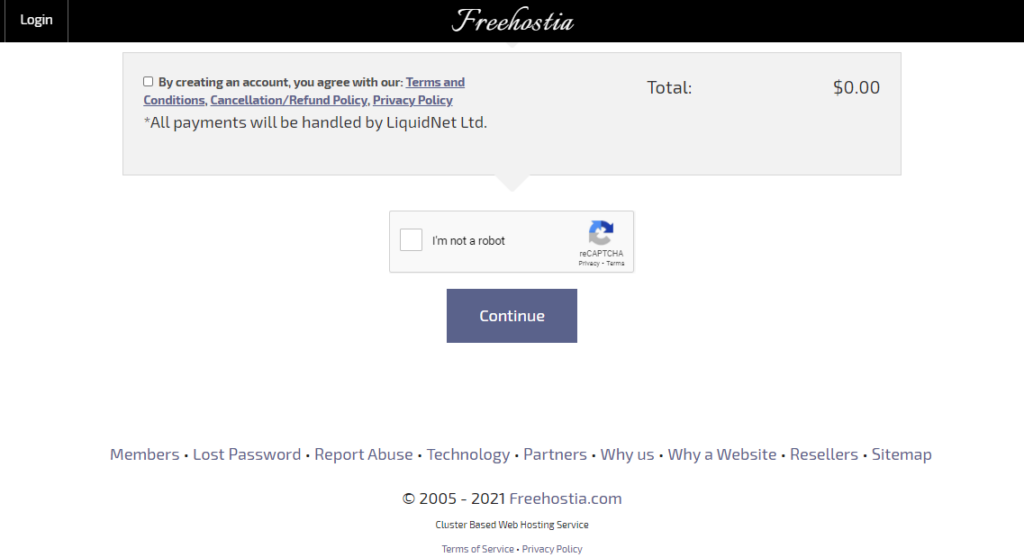 Login
Freehostia
By creating an account, you agree with our: Terms and
Conditions, Cancellation/Refund Policy, Privacy Policy
*All payments will be handled by LiquidNet Ltd.
Total: $0.00
I'm not a robot
reCAPTCHA
Privacy - Terms
Continue
Members • Lost Password • Report Abuse • Technology • Partners • Why us • Why a Website • Resellers • Sitemap
© 2005 - 2021 Freehostia.com
Cluster Based Web Hosting Service
Terms of Service • Privacy Policy